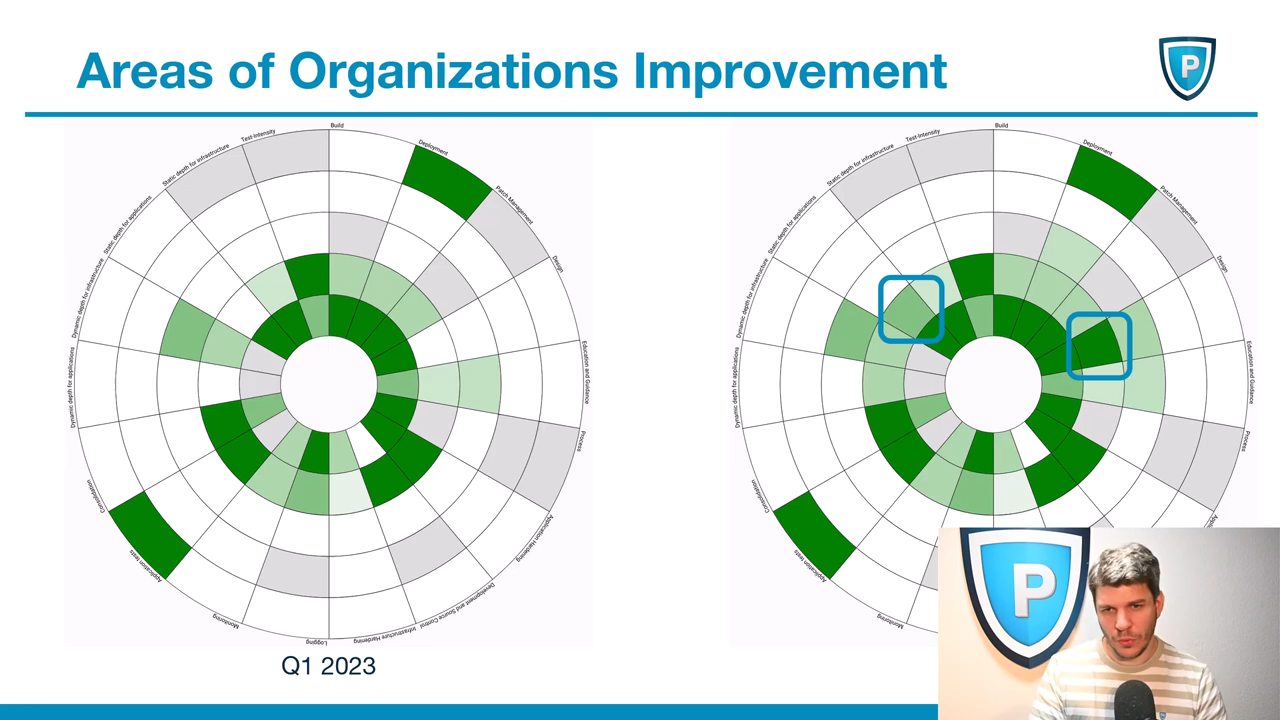 Areas of Organizations Improvement
P
Build
Deployment
Patch Management
Design
Education and Guidance
Process
Application Hardening
Development and Source Control
Infrastructure Hardening
Logging
Monitoring
Application tests
Consolidation
Dynamic depth for applications
Dynamic depth for infrastructure
Static depth for applications
Static depth for infrastructure
Test-Intensity
Build
Deployment
Patch Management
Design
Education and Guidance
Process
Monitoring
Application tests
Consolidation
Dynamic depth for applications
Dynamic depth for infrastructure
Static depth for applications
Static depth for infrastructure
Test-Intensity
Q1 2023
P